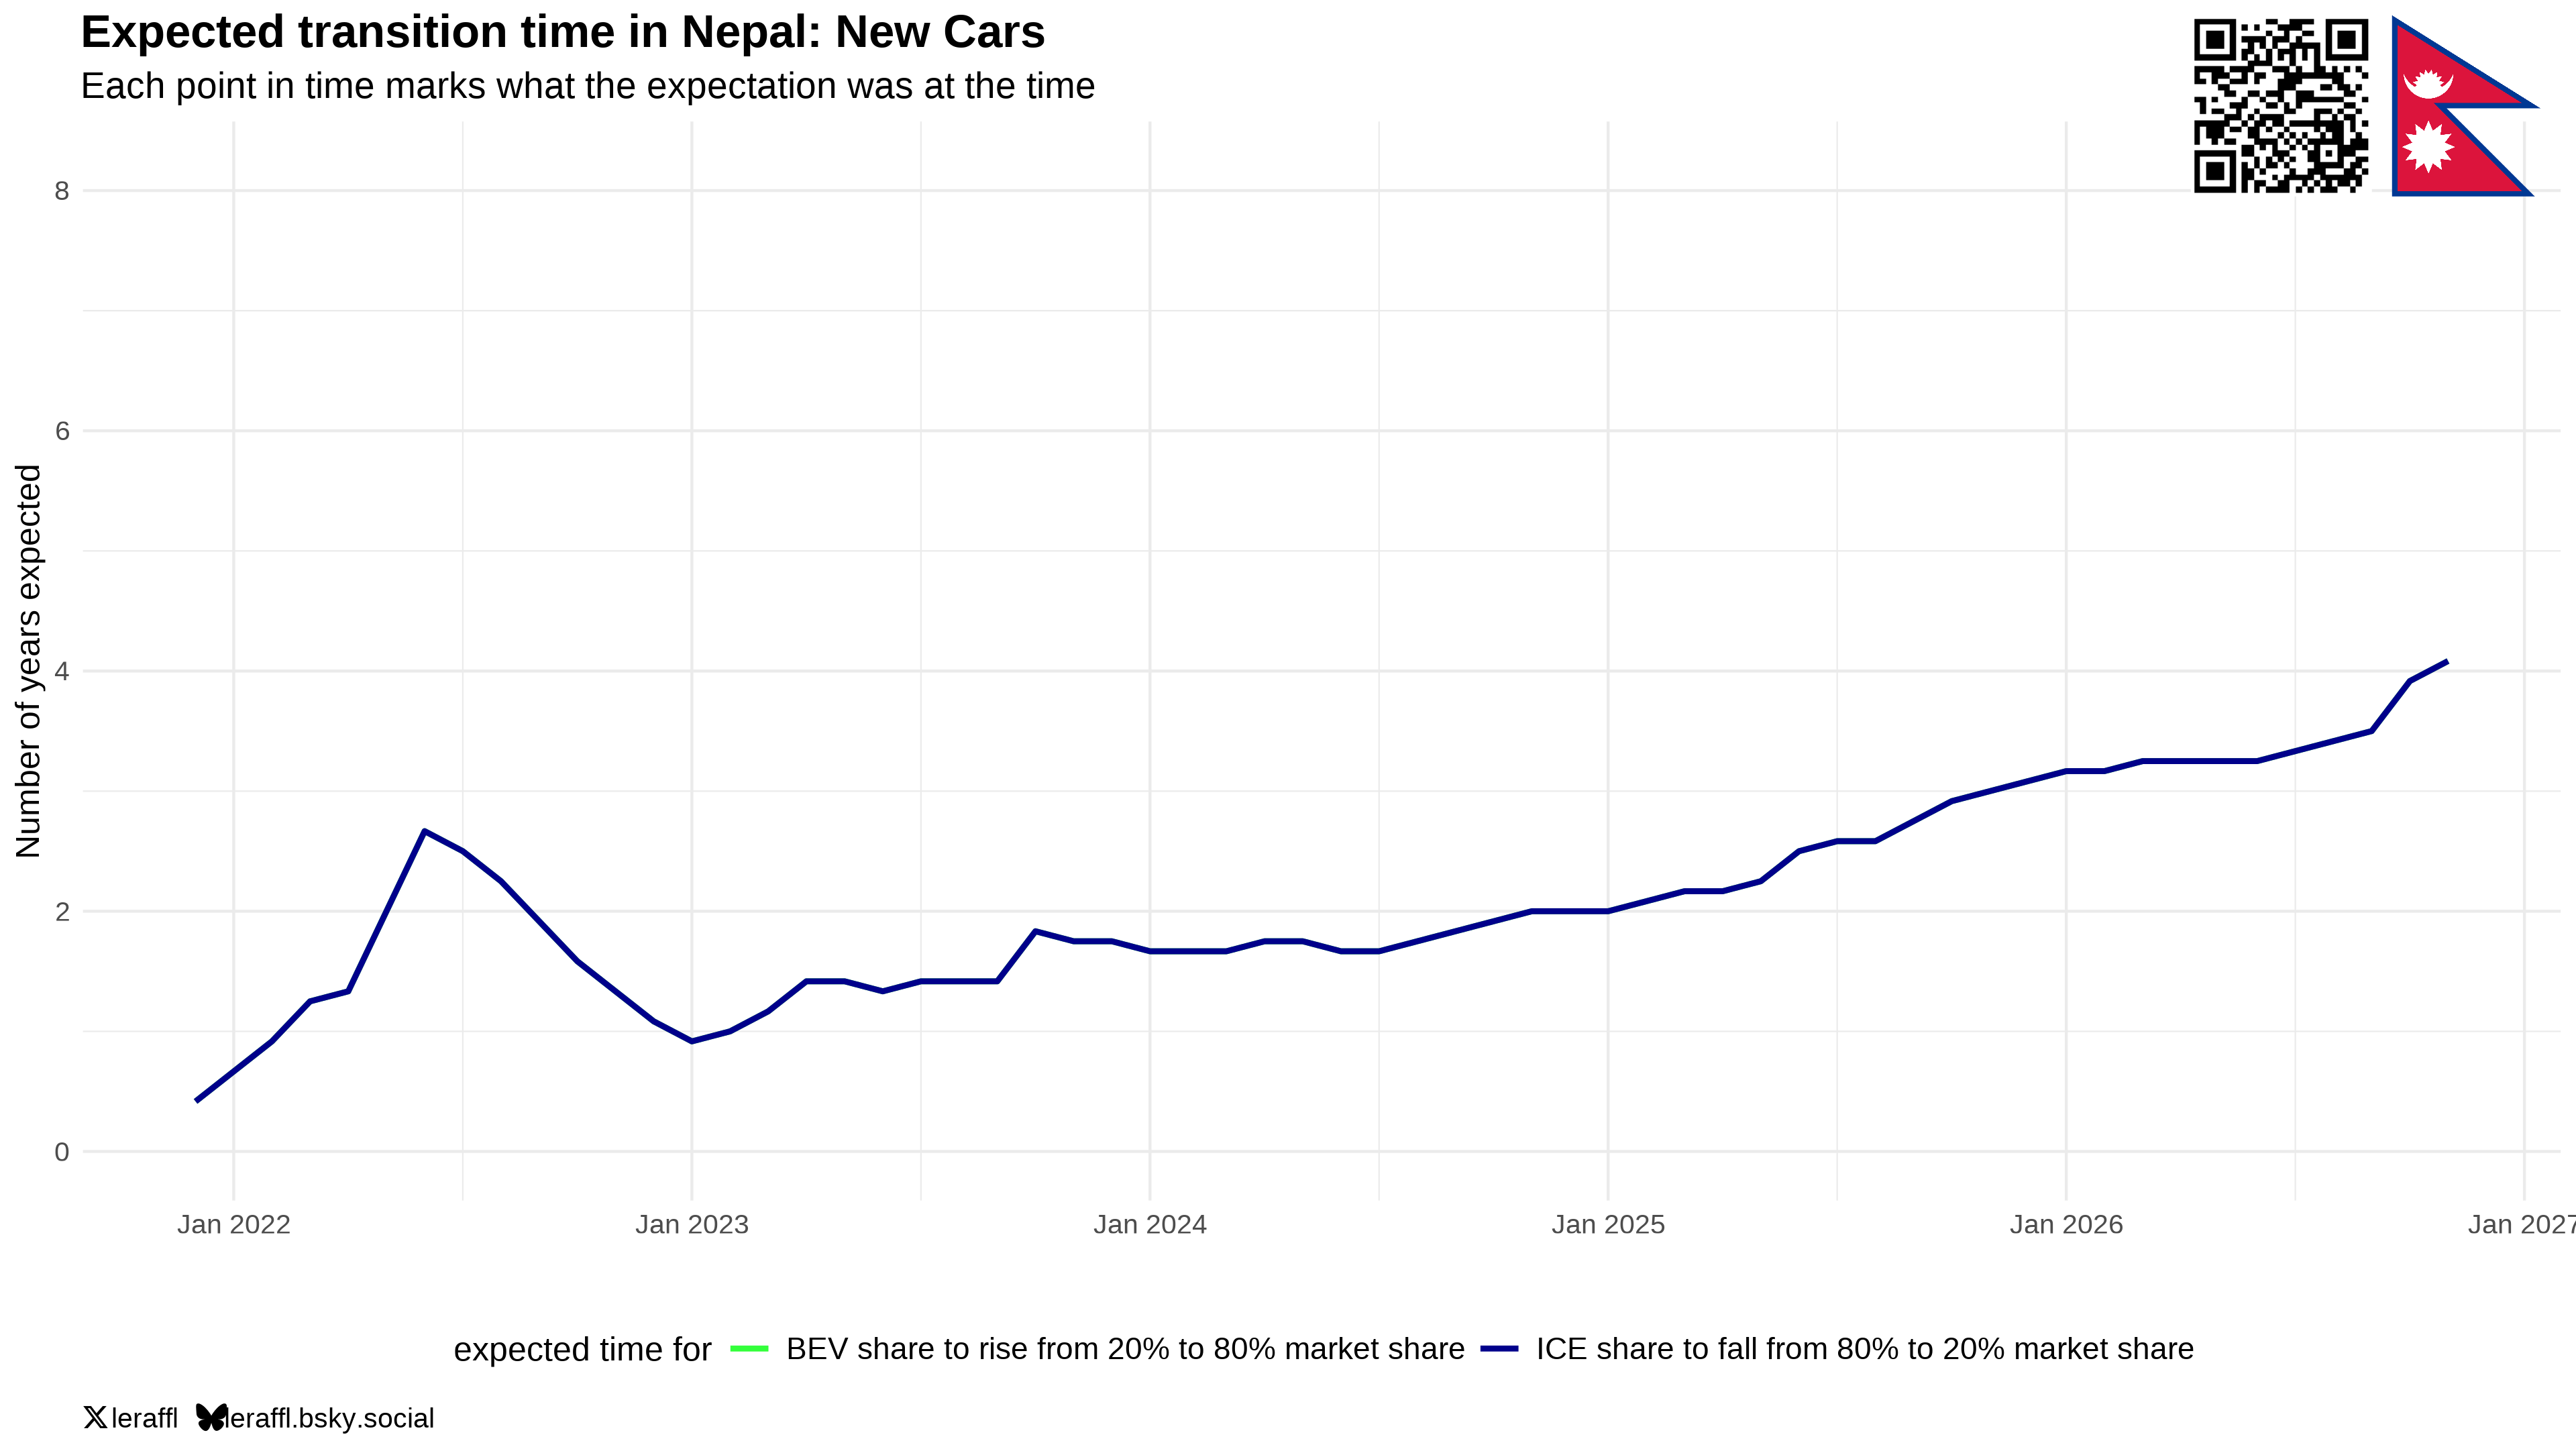 Expected transition time in Nepal: New Cars
Each point in time marks what the expectation was at the time
Number of years expected
8
6
4
2
0
Jan 2022 Jan 2023 Jan 2024 Jan 2025 Jan 2026 Jan 2027
expected time for BEV share to rise from 20% to 80% market share ICE share to fall from 80% to 20% market share
leraffl leraffl.bsky.social